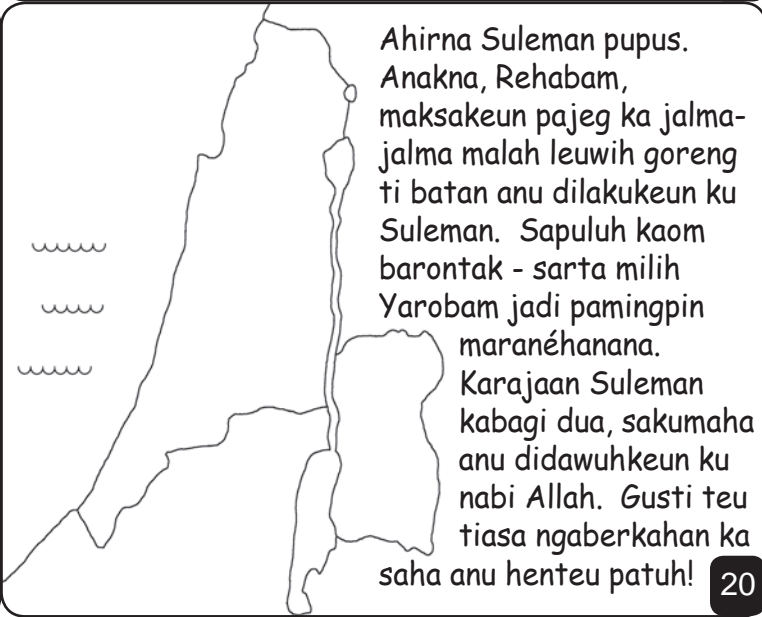 Ahirna Suleman pupus.
Anakna, Rehabam,
maksakeun pajeg ka jalma-
jalma malah leuwih goreng
ti batan anu dilakukeun ku
Suleman.  Sapuluh kaom
barontak - sarta milih
Yarobam jadi pamingpin
maranéhanana.
Karajaan Suleman
kabagi dua, sakumaha
anu didawuhkeun ku
nabi Allah.  Gusti teu
tiasa ngaberkahan ka
saha anu henteu patuh!
20